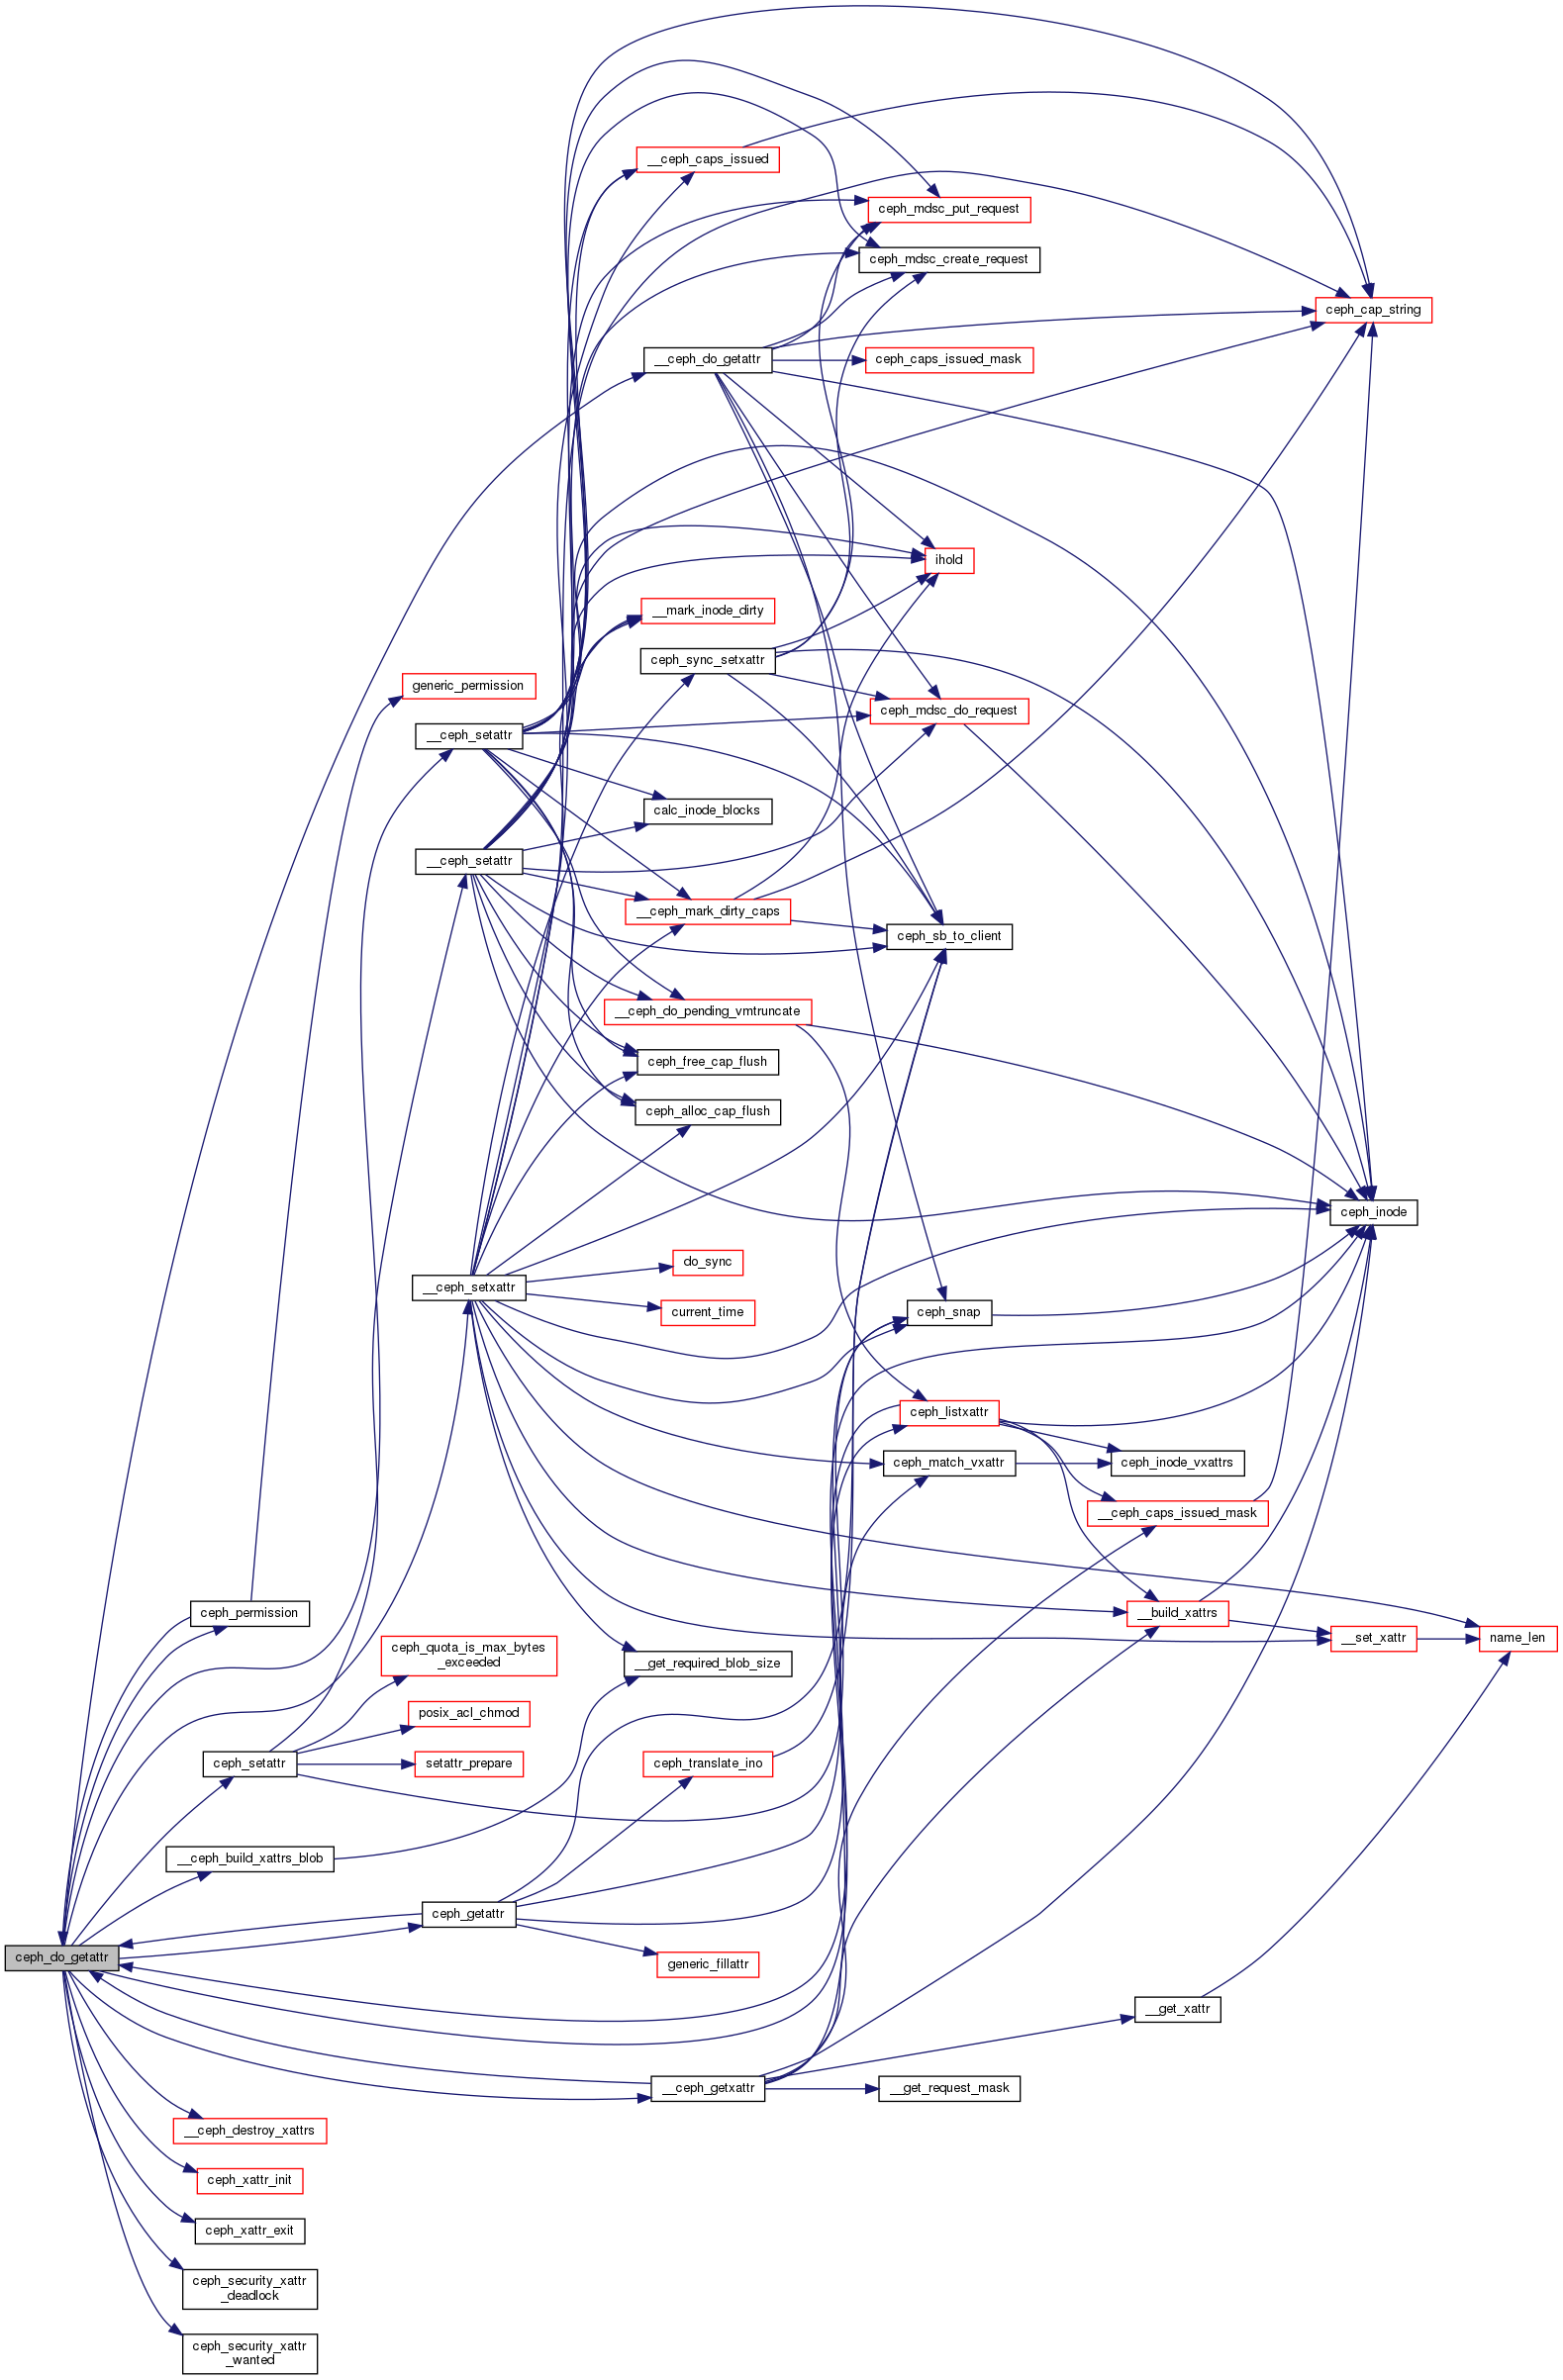 __ceph_caps_issued
ceph_mdsc_put_request
ceph_mdsc_create_request
ceph_cap_string
__ceph_do_getattr
ceph_caps_issued_mask
ihold
__mark_inode_dirty
ceph_sync_setxattr
generic_permission
ceph_mdsc_do_request
__ceph_setattr
calc_inode_blocks
__ceph_setattr
__ceph_mark_dirty_caps
ceph_sb_to_client
__ceph_do_pending_vmtruncate
ceph_free_cap_flush
ceph_alloc_cap_flush
ceph_inode
do_sync
__ceph_setxattr
current_time
ceph_snap
ceph_listxattr
ceph_match_vxattr
ceph_inode_vxattrs
__ceph_caps_issued_mask
ceph_permission
__build_xattrs
__set_xattr
name_len
ceph_quota_is_max_bytes
_exceeded
__get_required_blob_size
posix_acl_chmod
ceph_setattr
setattr_prepare
ceph_translate_ino
__ceph_build_xattrs_blob
ceph_getattr
ceph_do_getattr
generic_fillattr
__get_xattr
__ceph_getxattr
__get_request_mask
__ceph_destroy_xattrs
ceph_xattr_init
ceph_xattr_exit
ceph_security_xattr
_deadlock
ceph_security_xattr
_wanted